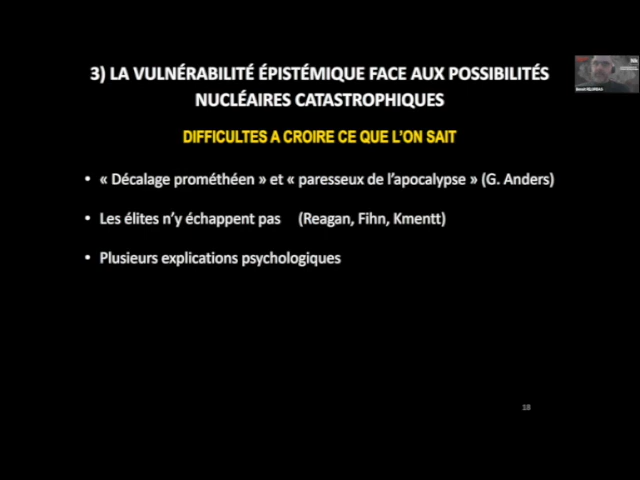 3) LA VULNÉRABILITÉ ÉPISTÉMIQUE FACE AUX POSSIBILITÉS
NUCLÉAIRES CATASTROPHIQUES
DIFFICULTES A CROIRE CE QUE L'ON SAIT
• « Décalage prométhéen » et « paresseux de l'apocalypse » (G. Anders)
• Les élites n'y échappent pas (Reagan, Fihn, Kmentt)
• Plusieurs explications psychologiques
18